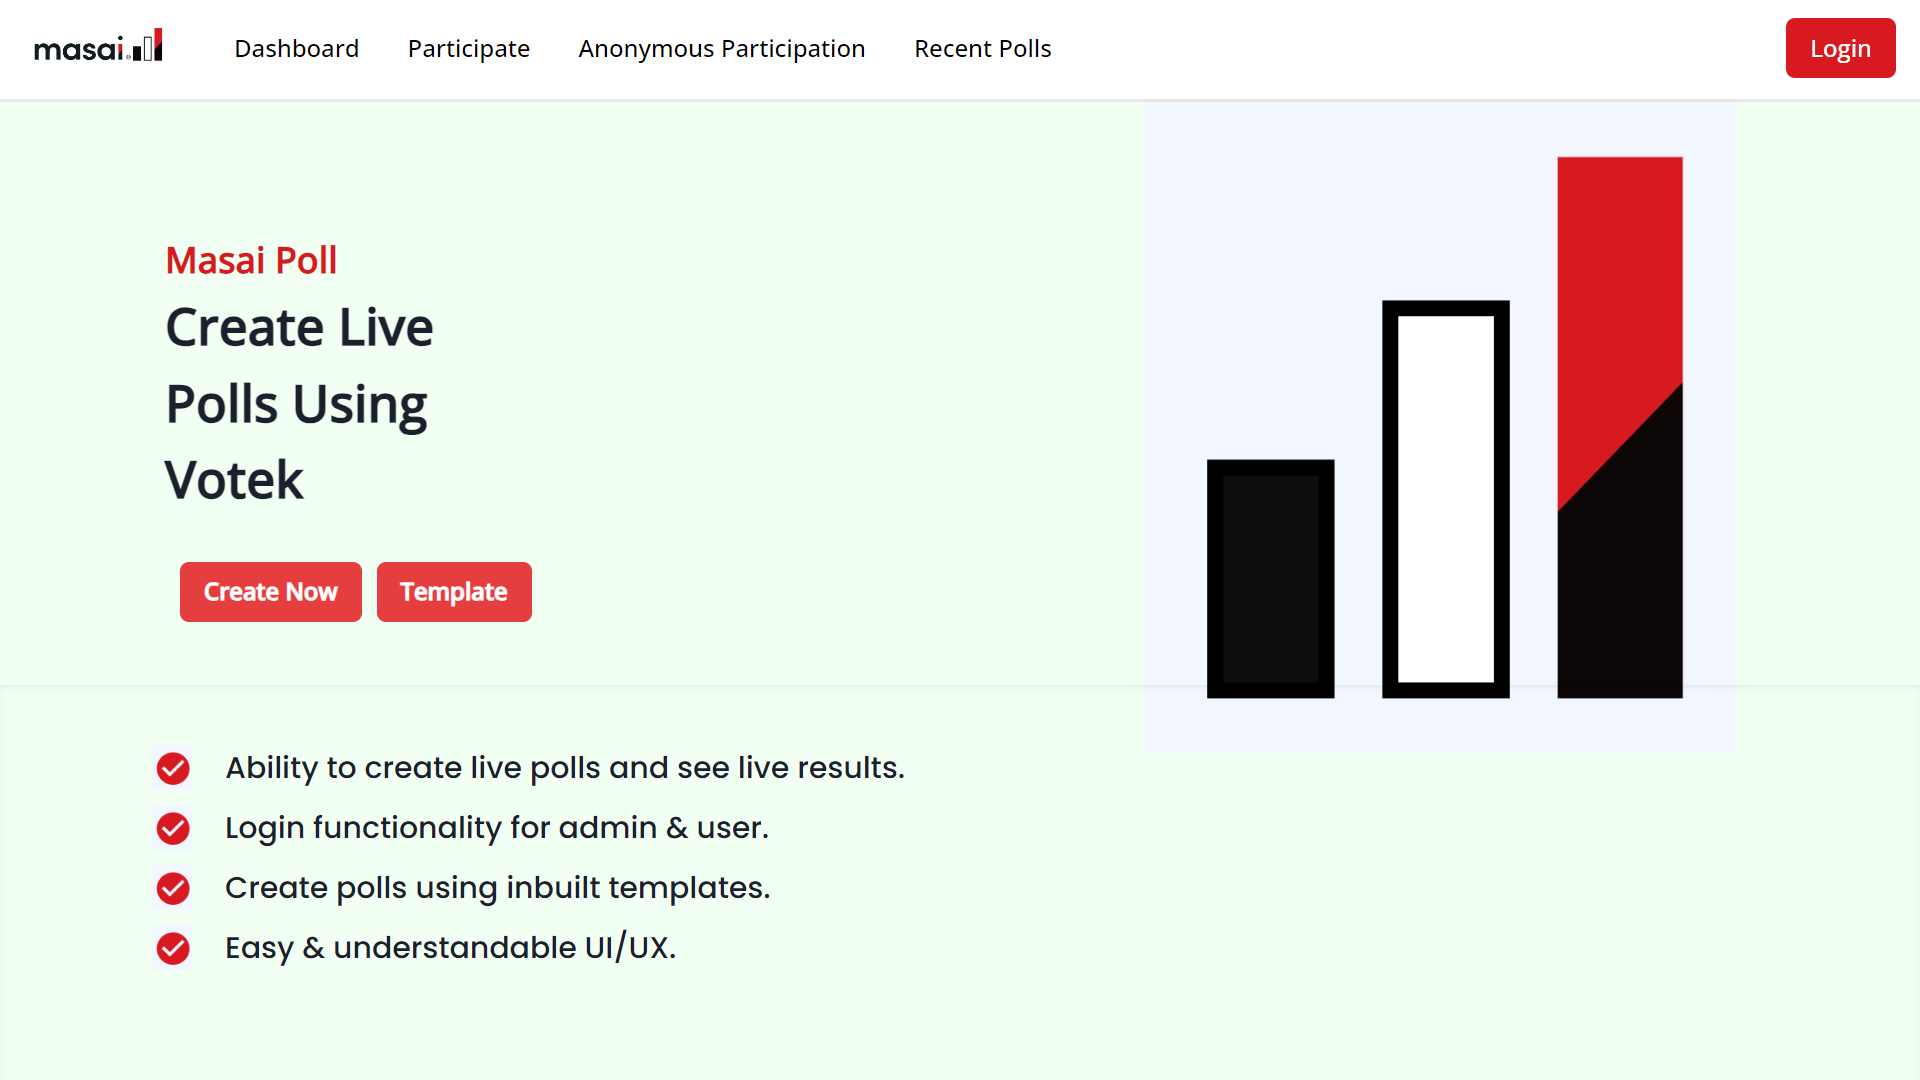 masai
Dashboard Participate Anonymous Participation Recent Polls Login
Masai Poll
Create Live
Polls Using
Votek
Create Now Template
Ability to create live polls and see live results.
Login functionality for admin & user.
Create polls using inbuilt templates.
Easy & understandable UI/UX.